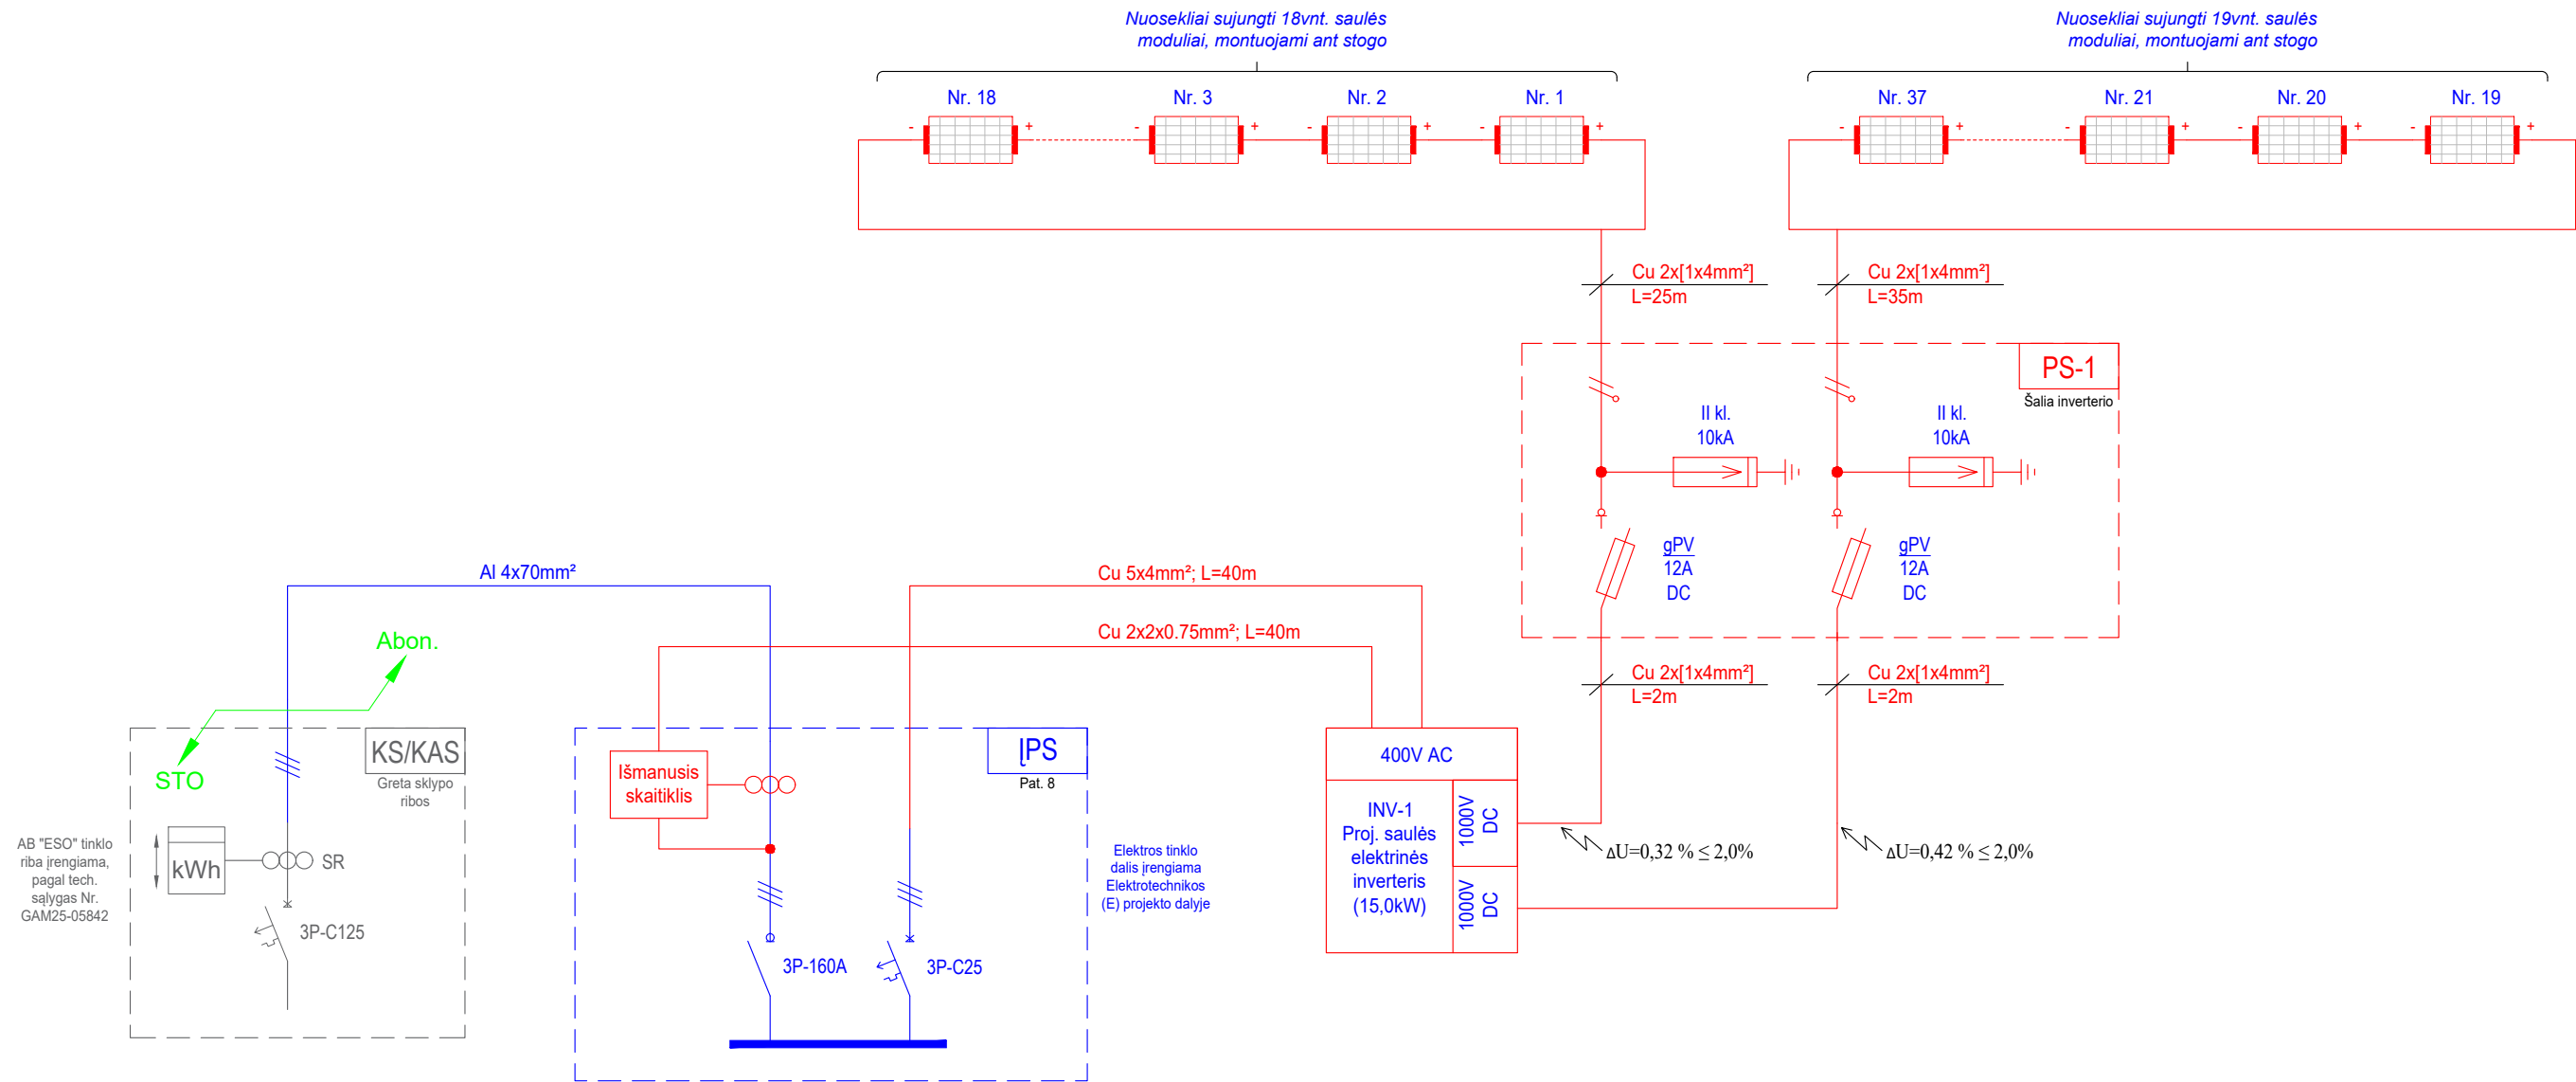 Nuosekliai sujungti 18vnt. saulės
moduliai, montuojami ant stogo
Nuosekliai sujungti 19vnt. saulės
moduliai, montuojami ant stogo
Nr. 18
Nr. 3
Nr. 2
Nr. 1
Nr. 37
Nr. 21
Nr. 20
Nr. 19
- +
- +
- +
- +
- +
- +
- +
- +
Cu 2x[1x4mm²]
L=25m
Cu 2x[1x4mm²]
L=35m
PS-1
Šalia inverterio
II kl.
10kA
II kl.
10kA
gPV
12A
DC
gPV
12A
DC
Al 4x70mm²
Cu 5x4mm²; L=40m
Cu 2x2x0.75mm²; L=40m
Cu 2x[1x4mm²]
L=2m
Cu 2x[1x4mm²]
L=2m
Abon.
STO
KS/KAS
Greta sklypo
ribos
AB "ESO" tinklo
riba įrengiama,
pagal tech.
sąlygas Nr.
GAM25-05842
kWh
SR
3P-C125
Išmanusis
skaitiklis
ĮPS
Pat. 8
3P-160A
3P-C25
Elektros tinklo
dalis įrengiama
Elektrotechnikos
(E) projekto dalyje
400V AC
INV-1
Proj. saulės
elektrinės
inverteris
(15,0kW)
1000V
DC
1000V
DC
ΔU=0,32 % ≤ 2,0%
ΔU=0,42 % ≤ 2,0%